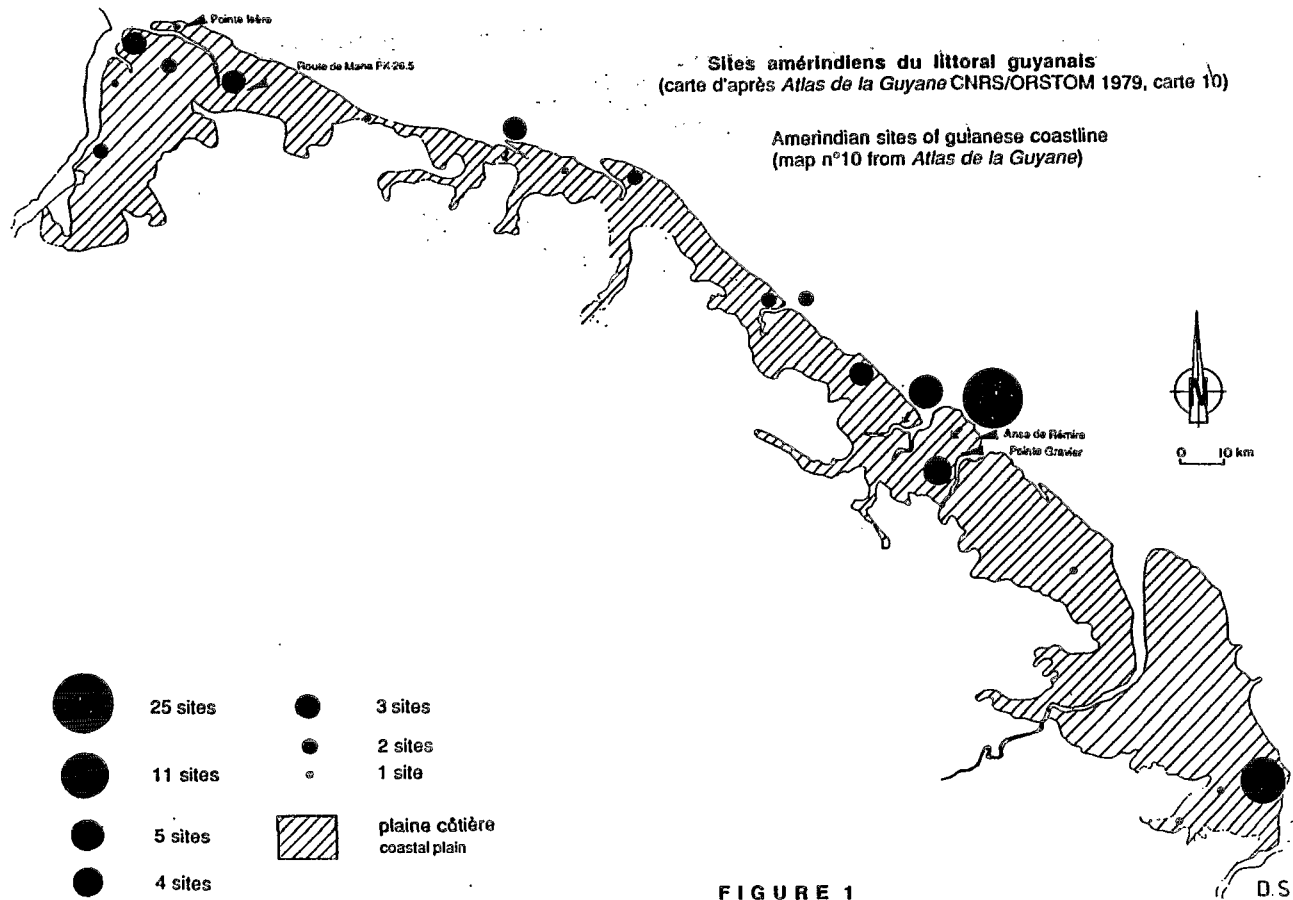 Pointe Isère
Route de Mana PK 26.5
Sites amérindiens du littoral guyanais
(carte d'après Atlas de la Guyane CNRS/ORSTOM 1979, carte 10)
Amerindian sites of guianese coastline
(map n°10 from Atlas de la Guyane)
N
0 10 km
Anse de Rémire
Pointe Gravier
25 sites
11 sites
5 sites
4 sites
3 sites
2 sites
1 site
plaine côtière
coastal plain
FIGURE 1
D.S